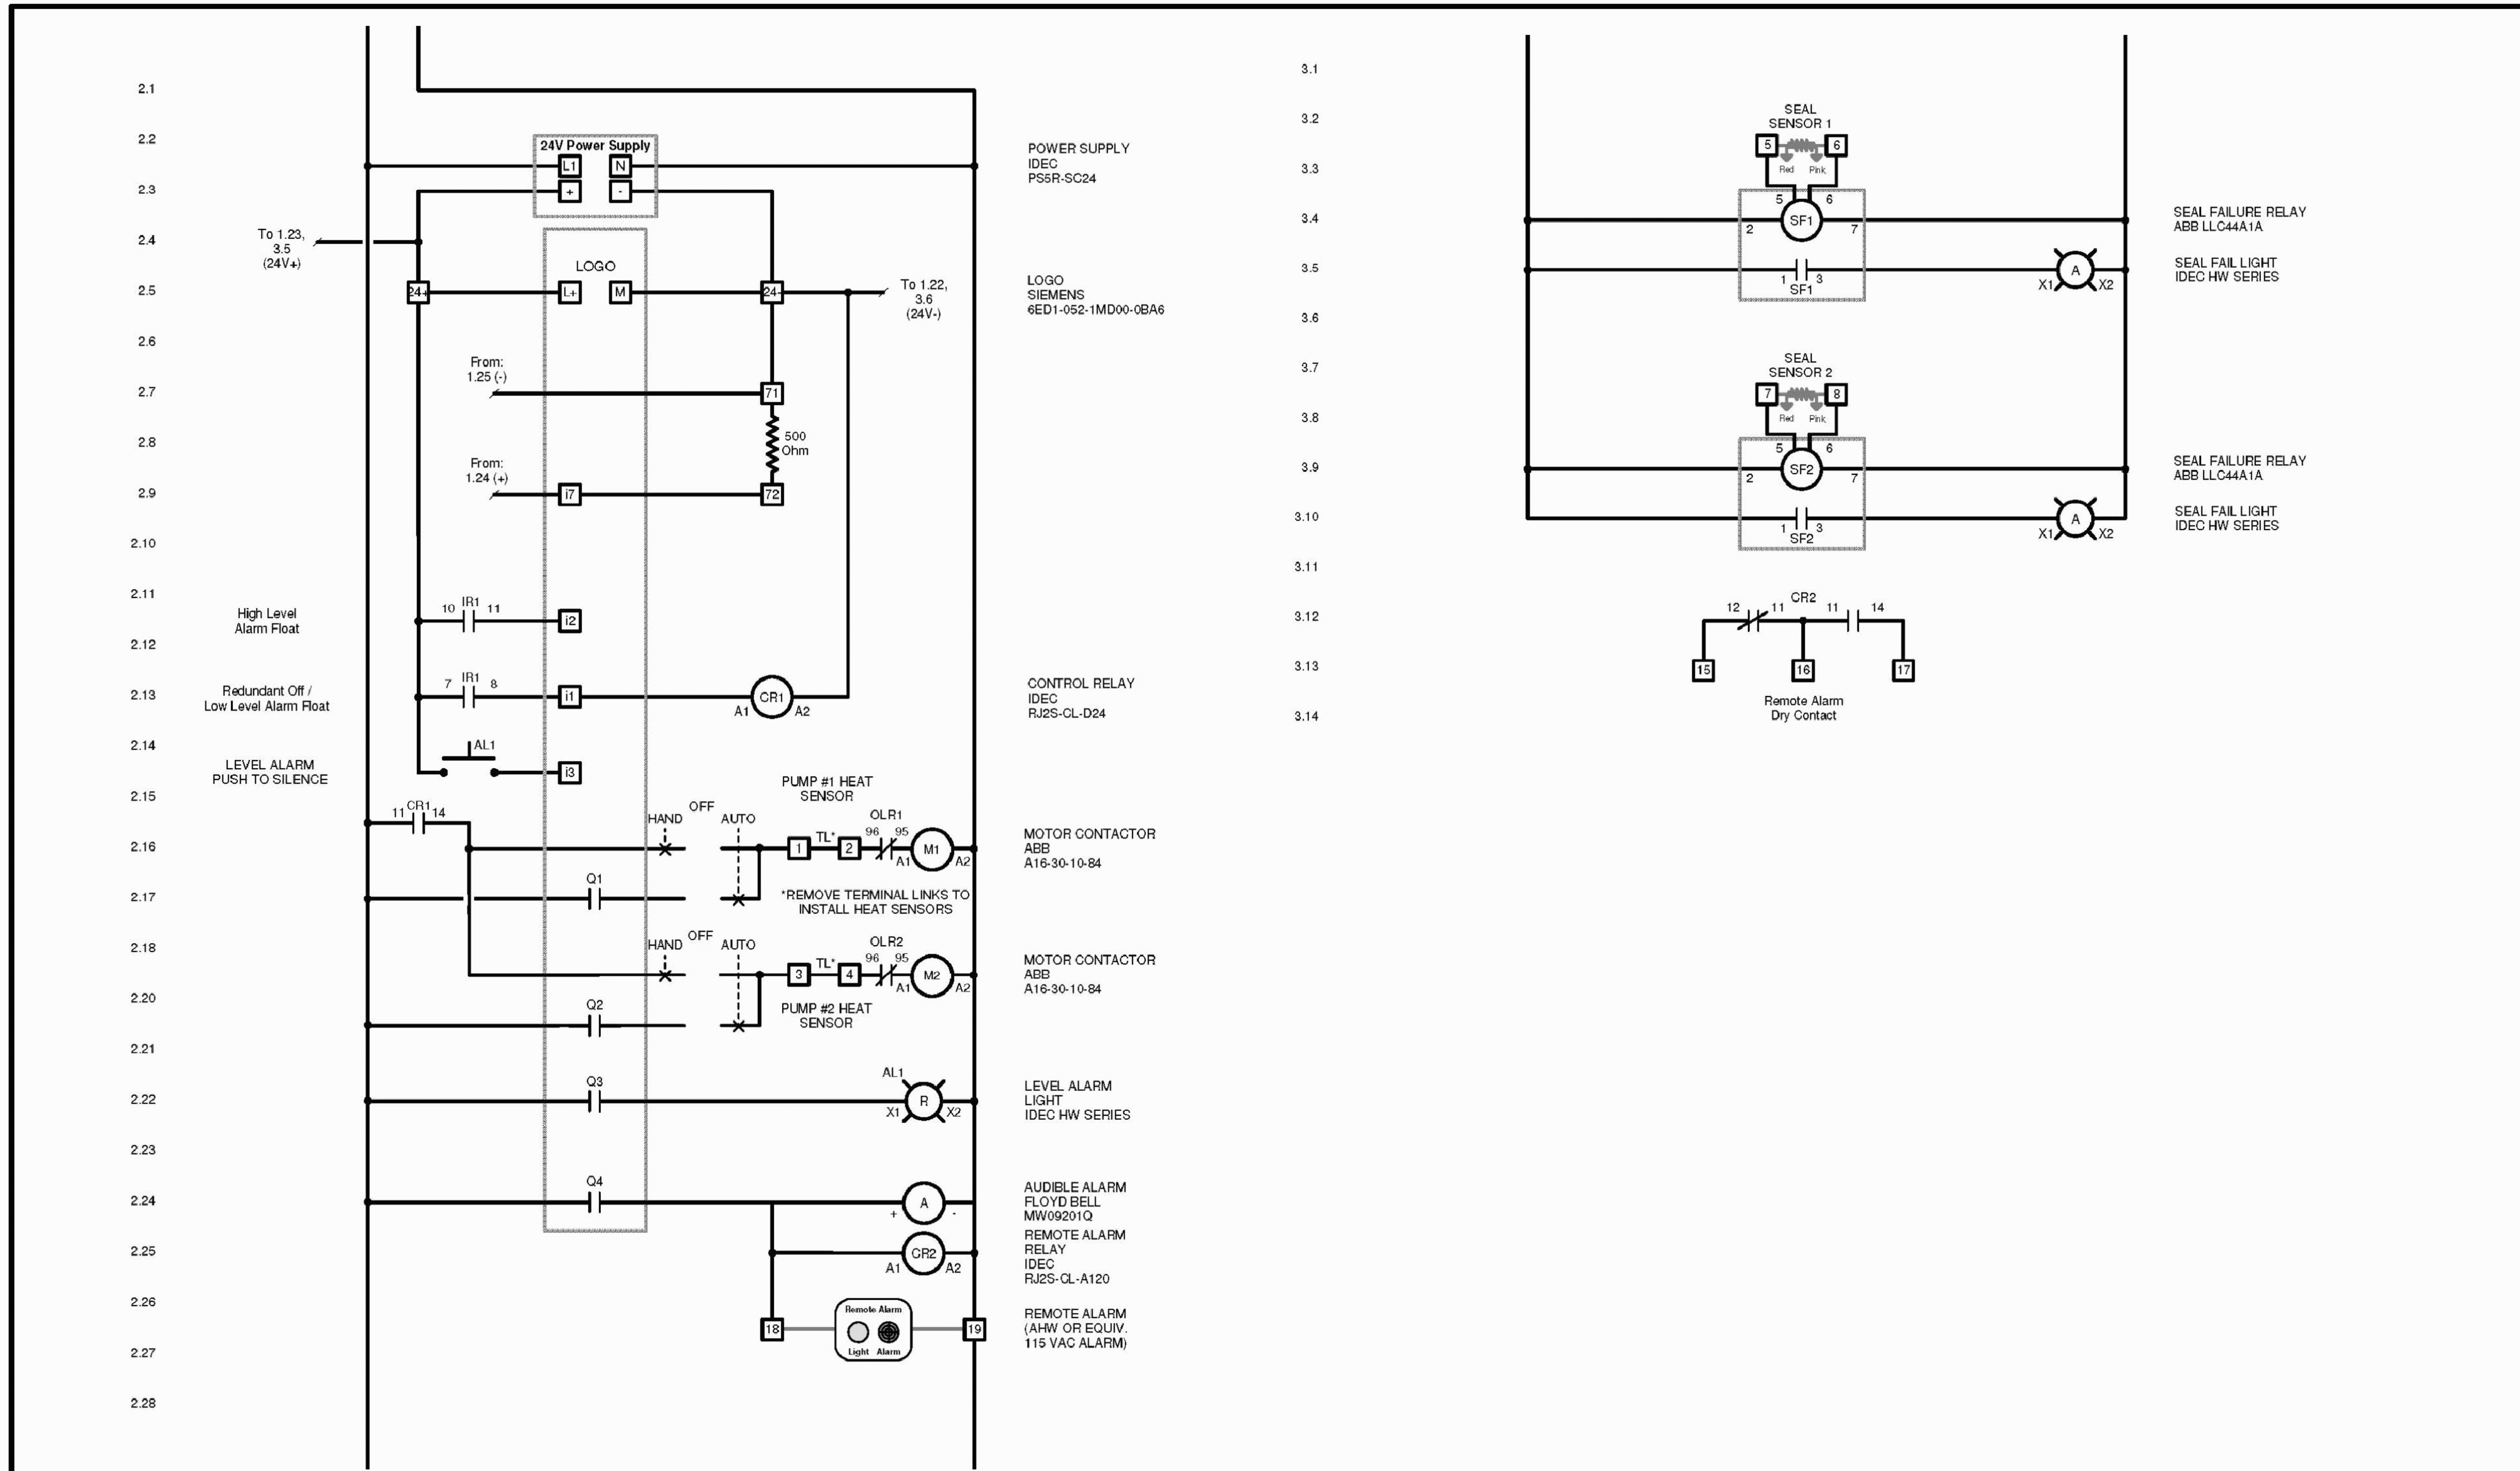 2.1
2.2
2.3
2.4
2.5
2.6
2.7
2.8
2.9
2.10
2.11
2.12
2.13
2.14
2.15
2.16
2.17
2.18
2.20
2.21
2.22
2.23
2.24
2.25
2.26
2.27
2.28
24V Power Supply
L1 N
+ -
POWER SUPPLY
IDEC
PS5R-SC24
To 1.23,
3.5
(24V+)
LOGO
24+ L+ M 24-
To 1.22,
3.6
(24V-)
LOGO
SIEMENS
6ED1-052-1MD00-0BA6
From:
1.25 (-)
71
500
Ohm
From:
1.24 (+)
i7 72
High Level
Alarm Float
10 IR1 11
i2
Redundant Off /
Low Level Alarm Float
7 IR1 8
i1
CR1
A1 A2
CONTROL RELAY
IDEC
RJ2S-CL-D24
LEVEL ALARM
PUSH TO SILENCE
AL1
i3
11 CR1 14
PUMP #1 HEAT
SENSOR
HAND OFF AUTO
1 TL* 2
OLR1
96 95
A1 M1 A2
MOTOR CONTACTOR
ABB
A16-30-10-84
Q1
*REMOVE TERMINAL LINKS TO
INSTALL HEAT SENSORS
HAND OFF AUTO
3 TL* 4
OLR2
96 95
A1 M2 A2
MOTOR CONTACTOR
ABB
A16-30-10-84
Q2
PUMP #2 HEAT
SENSOR
Q3
AL1
X1 R X2
LEVEL ALARM
LIGHT
IDEC HW SERIES
Q4
+ A -
AUDIBLE ALARM
FLOYD BELL
MW09201Q
A1 CR2 A2
REMOTE ALARM
RELAY
IDEC
RJ2S-CL-A120
18
Remote Alarm
Light Alarm
19
REMOTE ALARM
(AHW OR EQUIV.
115 VAC ALARM)
3.1
3.2
3.3
3.4
3.5
3.6
3.7
3.8
3.9
3.10
3.11
3.12
3.13
3.14
SEAL
SENSOR 1
5 6
Red Pink
5 6
2 SF1 7
SEAL FAILURE RELAY
ABB LLC44A1A
1 3
SF1
X1 A X2
SEAL FAIL LIGHT
IDEC HW SERIES
SEAL
SENSOR 2
7 8
Red Pink
5 6
2 SF2 7
SEAL FAILURE RELAY
ABB LLC44A1A
1 3
SF2
X1 A X2
SEAL FAIL LIGHT
IDEC HW SERIES
CR2
12 11 11 14
15 16 17
Remote Alarm
Dry Contact